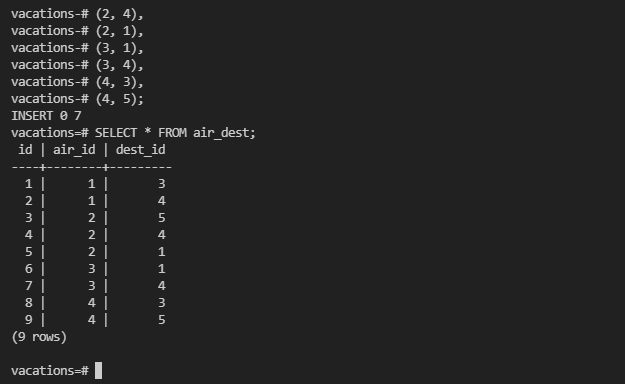 vacations-# (2, 4),
vacations-# (2, 1),
vacations-# (3, 1),
vacations-# (3, 4),
vacations-# (4, 3),
vacations-# (4, 5);
INSERT 0 7
vacations=# SELECT * FROM air_dest;
 id | air_id | dest_id
----+--------+---------
  1 |      1 |       3
  2 |      1 |       4
  3 |      2 |       5
  4 |      2 |       4
  5 |      2 |       1
  6 |      3 |       1
  7 |      3 |       4
  8 |      4 |       3
  9 |      4 |       5
(9 rows)
vacations=#